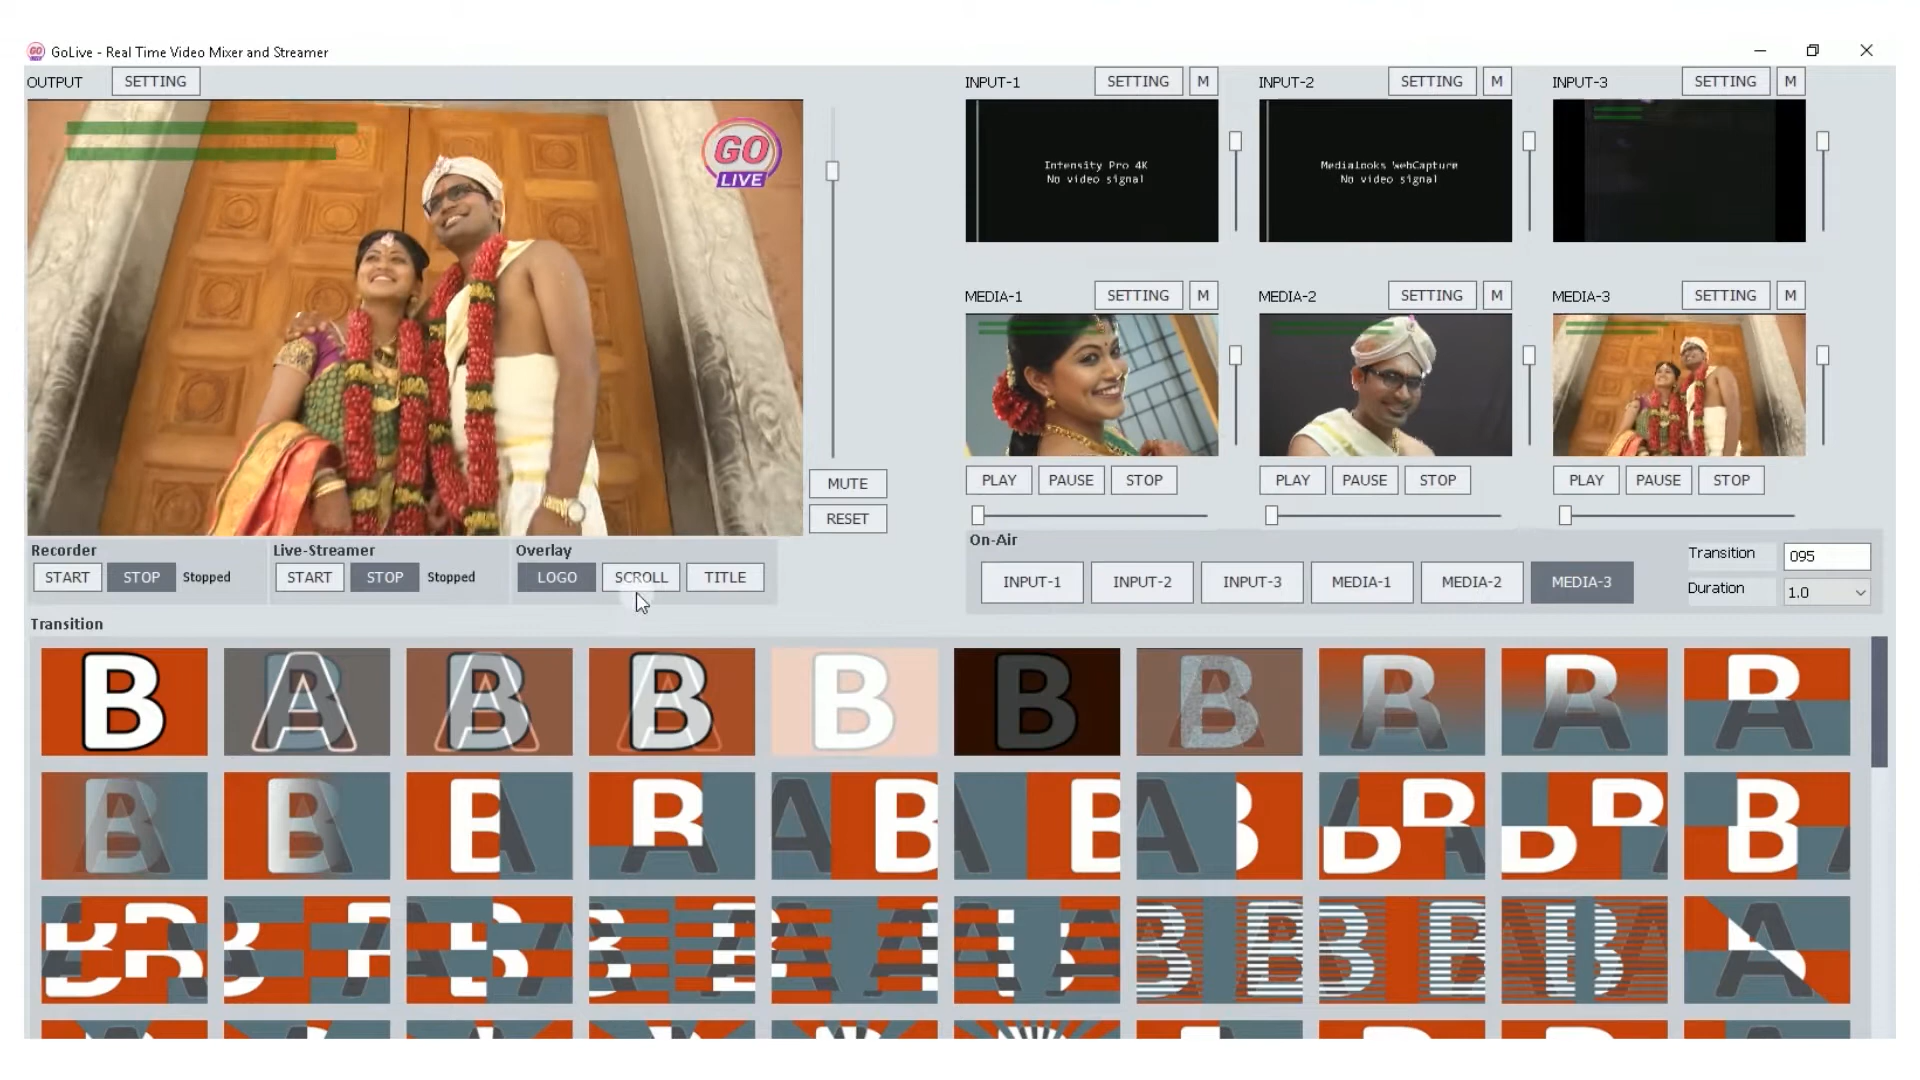 GoLive - Real Time Video Mixer and Streamer
OUTPUT SETTING
GO
LIVE
MUTE
RESET
INPUT-1 SETTING M
Intensity Pro 4K
No video signal
INPUT-2 SETTING M
Medialooks WebCapture
No video signal
INPUT-3 SETTING M
MEDIA-1 SETTING M
PLAY PAUSE STOP
MEDIA-2 SETTING M
PLAY PAUSE STOP
MEDIA-3 SETTING M
PLAY PAUSE STOP
Recorder
START STOP Stopped
Live-Streamer
START STOP Stopped
Overlay
LOGO SCROLL TITLE
On-Air
INPUT-1 INPUT-2 INPUT-3 MEDIA-1 MEDIA-2 MEDIA-3
Transition 095
Duration 1.0
Transition
B A A B A B B B B A B A B A B
A B B B A B A A B A B A B A B B A